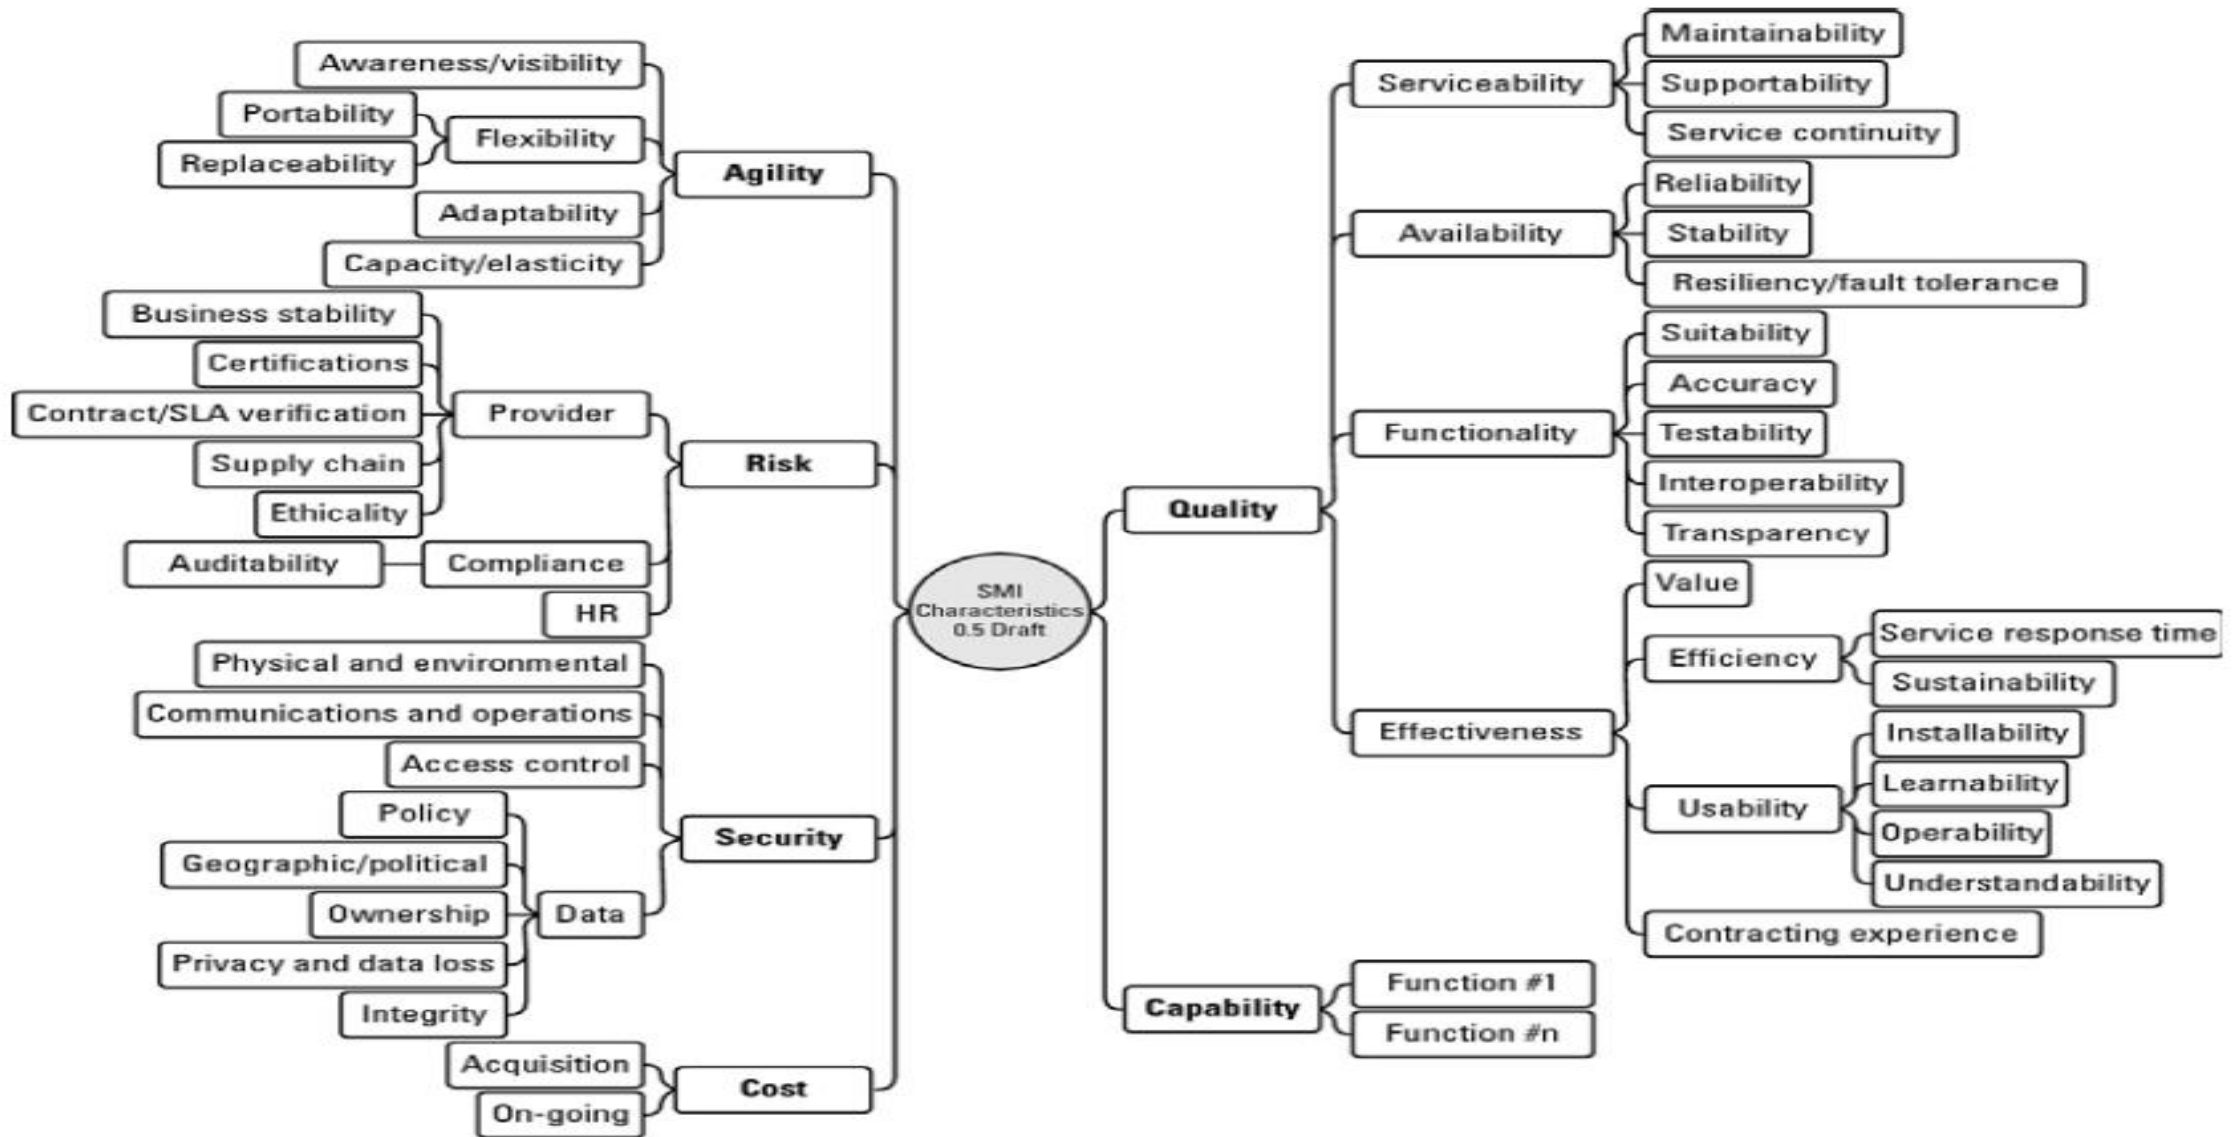 Awareness/visibility
Portability
Flexibility
Replaceability
Agility
Adaptability
Capacity/elasticity
Business stability
Certifications
Contract/SLA verification
Provider
Supply chain
Risk
Ethicality
Auditability
Compliance
HR
Physical and environmental
Communications and operations
Access control
Policy
Security
Geographic/political
Ownership
Data
Privacy and data loss
Integrity
Acquisition
Cost
On-going
SMI
Characteristics
0.5 Draft
Quality
Serviceability
Maintainability
Supportability
Service continuity
Availability
Reliability
Stability
Resiliency/fault tolerance
Functionality
Suitability
Accuracy
Testability
Interoperability
Transparency
Effectiveness
Value
Efficiency
Service response time
Sustainability
Usability
Installability
Learnability
Operability
Understandability
Contracting experience
Capability
Function #1
Function #n